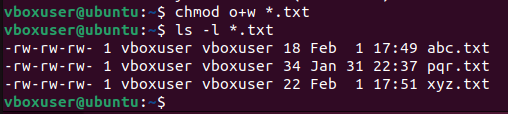 vboxuser@ubuntu:~$ chmod o+w *.txt
vboxuser@ubuntu:~$ ls -l *.txt
-rw-rw-rw- 1 vboxuser vboxuser 18 Feb  1 17:49 abc.txt
-rw-rw-rw- 1 vboxuser vboxuser 34 Jan 31 22:37 pqr.txt
-rw-rw-rw- 1 vboxuser vboxuser 22 Feb  1 17:51 xyz.txt
vboxuser@ubuntu:~$